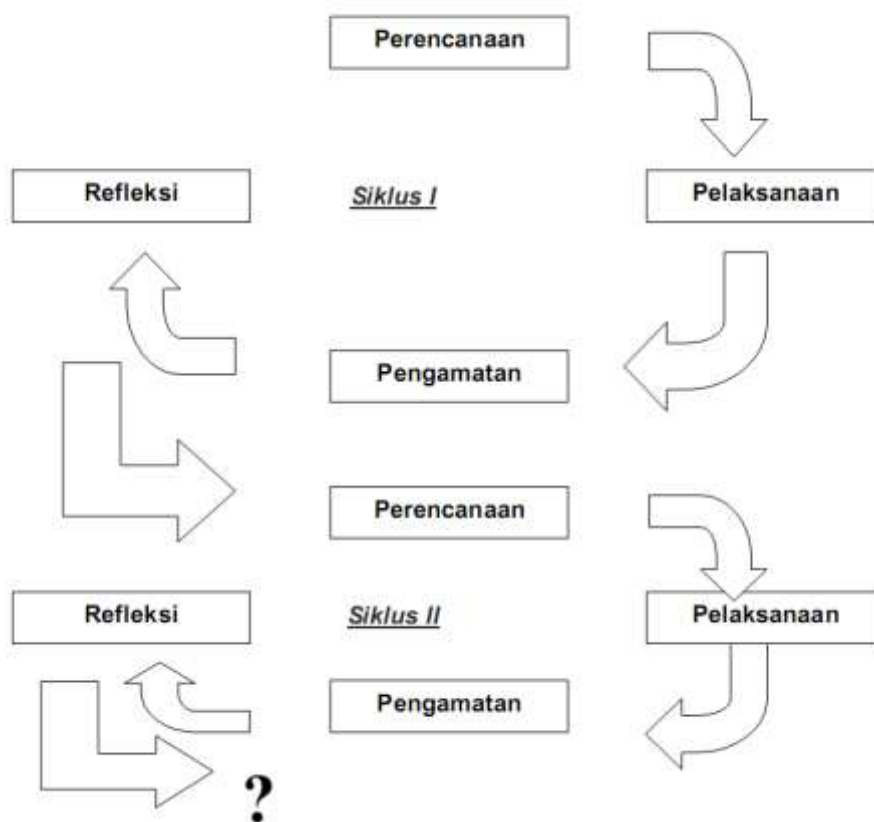 Perencanaan
Refleksi
Siklus I
Pelaksanaan
Pengamatan
Perencanaan
Refleksi
Siklus II
Pelaksanaan
Pengamatan
?